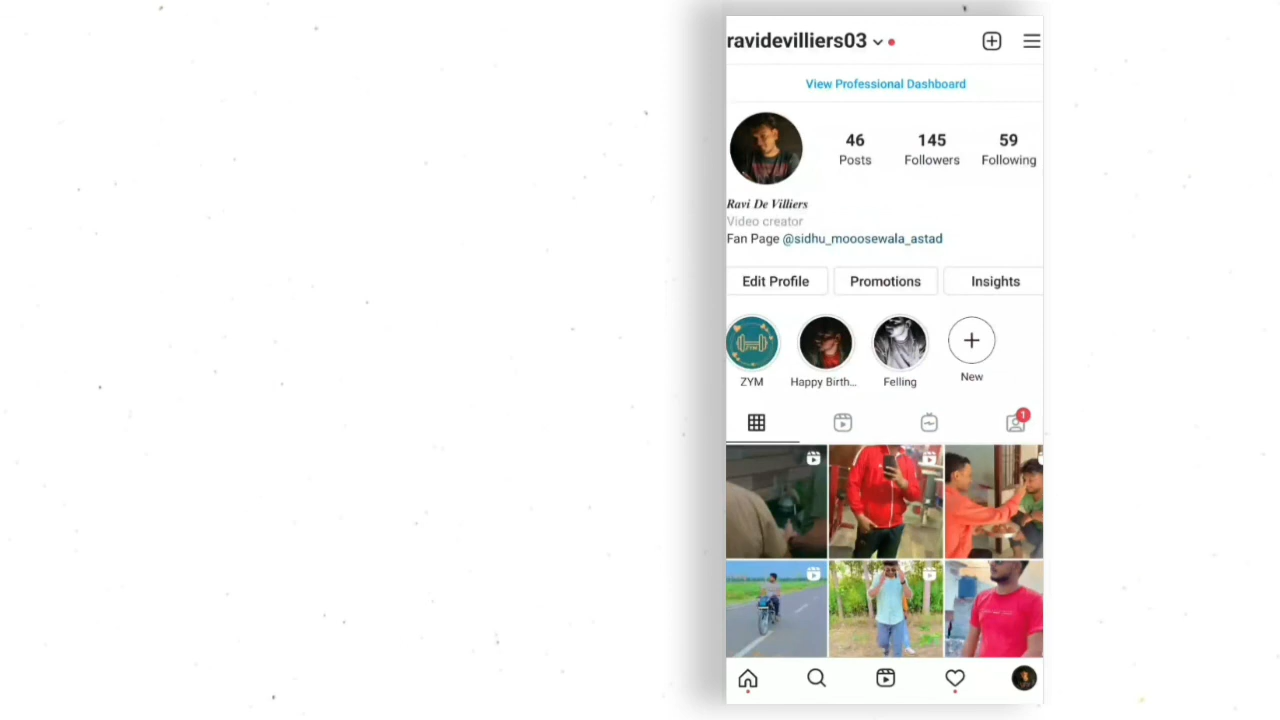 ravidevilliers03
View Professional Dashboard
46 145 59
Posts Followers Following
Ravi De Villiers
Video creator
Fan Page @sidhu_mooosewala_astad
Edit Profile Promotions Insights
ZYM Happy Birth... Felling New
1